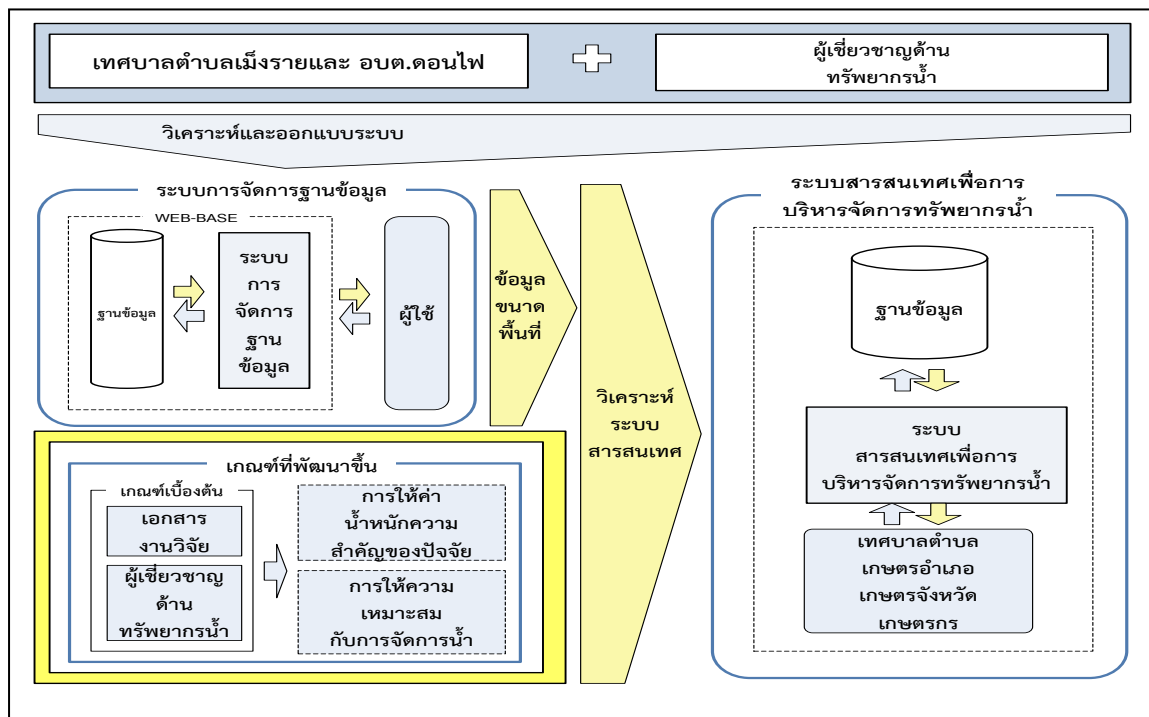 เทศบาลตำบลเม็งรายและ อบต.ดอนไฟ
ผู้เชี่ยวชาญด้าน
ทรัพยากรน้ำ
วิเคราะห์และออกแบบระบบ
ระบบการจัดการฐานข้อมูล
WEB-BASE
ฐานข้อมูล
ระบบ
การ
จัดการ
ฐาน
ข้อมูล
ผู้ใช้
ข้อมูล
ขนาด
พื้นที่
เกณฑ์ที่พัฒนาขึ้น
เกณฑ์เบื้องต้น
เอกสาร
งานวิจัย
ผู้เชี่ยวชาญ
ด้าน
ทรัพยากรน้ำ
การให้ค่า
น้ำหนักความ
สำคัญของปัจจัย
การให้ความ
เหมาะสม
กับการจัดการน้ำ
วิเคราะห์
ระบบ
สารสนเทศ
ระบบสารสนเทศเพื่อการ
บริหารจัดการทรัพยากรน้ำ
ฐานข้อมูล
ระบบ
สารสนเทศเพื่อการ
บริหารจัดการทรัพยากรน้ำ
เทศบาลตำบล
เกษตรอำเภอ
เกษตรจังหวัด
เกษตรกร